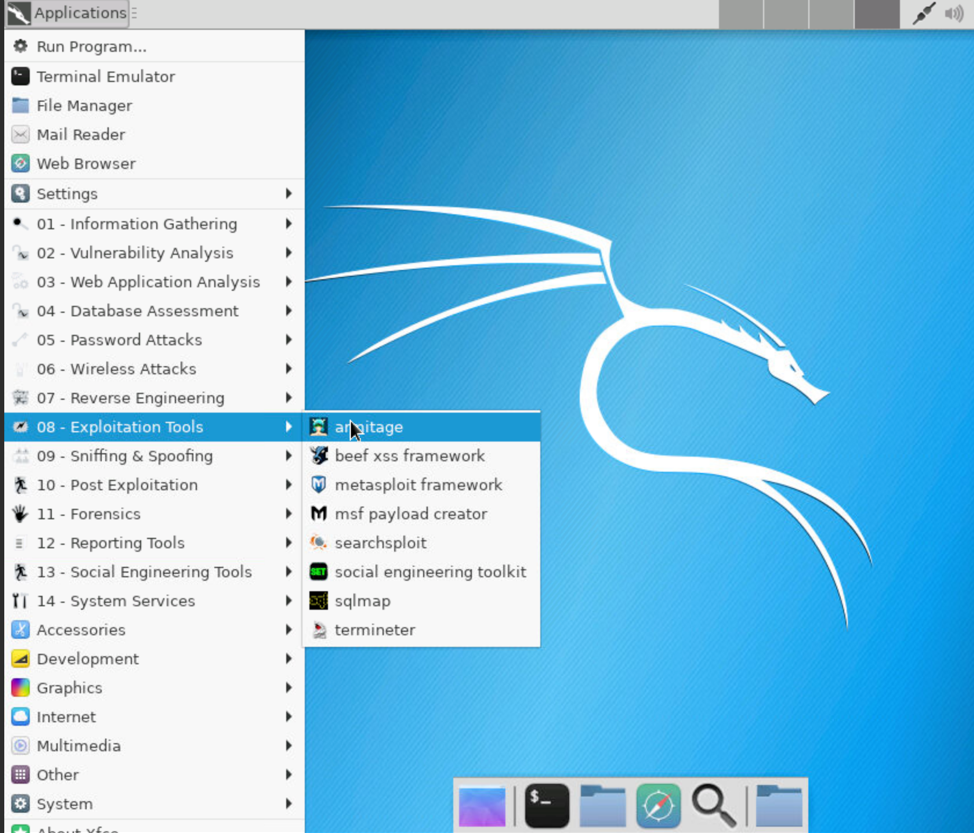 Applications
Run Program...
Terminal Emulator
File Manager
Mail Reader
Web Browser
Settings
01 - Information Gathering
02 - Vulnerability Analysis
03 - Web Application Analysis
04 - Database Assessment
05 - Password Attacks
06 - Wireless Attacks
07 - Reverse Engineering
08 - Exploitation Tools
armitage
beef xss framework
metasploit framework
msf payload creator
searchsploit
social engineering toolkit
sqlmap
termineter
09 - Sniffing & Spoofing
10 - Post Exploitation
11 - Forensics
12 - Reporting Tools
13 - Social Engineering Tools
14 - System Services
Accessories
Development
Graphics
Internet
Multimedia
Other
System
About Xfce
SET
$_